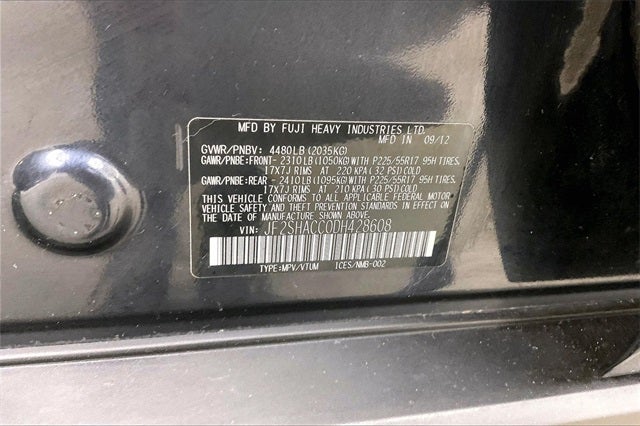 MFD BY FUJI HEAVY INDUSTRIES LTD.
MFD IN 09/12
GVWR/PNBV: 4480LB(2035KG)
GAWR/PNBE:FRONT-2310LB(1050KG)WITH P225/55R17 95H TIRES,
17X7J RIMS AT 220 KPA(32 PSI)COLD
GAWR/PNBE:REAR -2410LB(1095KG)WITH P225/55R17 95H TIRES,
17X7J RIMS AT 210 KPA(30 PSI)COLD
THIS VEHICLE CONFORMS TO ALL APPLICABLE FEDERAL MOTOR
VEHICLE SAFETY AND THEFT PREVENTION STANDARDS IN EFFECT ON
THE DATE OF MANUFACTURE SHOWN ABOVE.
VIN: JF2SHACC0DH428608
TYPE:MPV/VTUM ICES/NMB-002